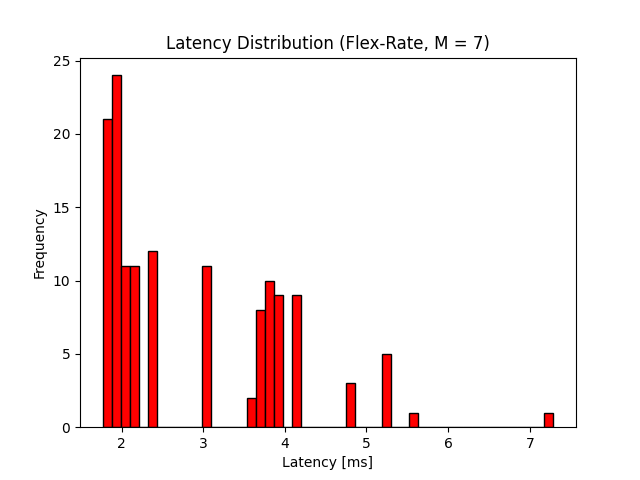 Latency Distribution (Flex-Rate, M = 7)
25
20
15
10
5
0
Frequency
2 3 4 5 6 7
Latency [ms]